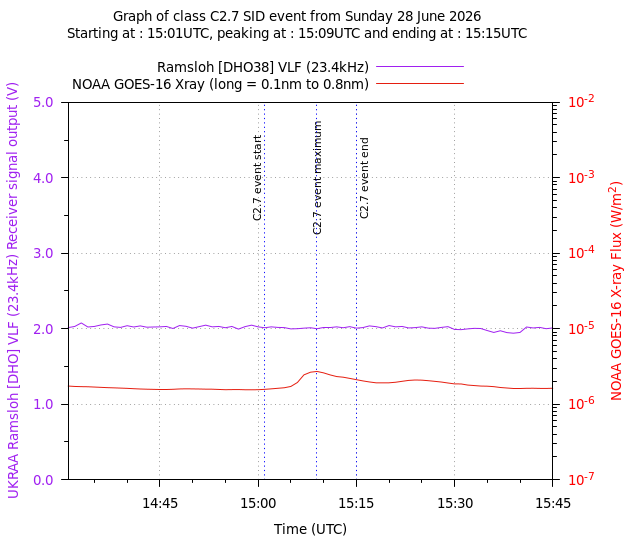 Graph of class C2.7 SID event from Sunday 28 June 2026
Starting at : 15:01UTC, peaking at : 15:09UTC and ending at : 15:15UTC
Ramsloh [DHO38] VLF (23.4kHz)
NOAA GOES-16 Xray (long = 0.1nm to 0.8nm)
UKRAA Ramsloh [DHO] VLF (23.4kHz) Receiver signal output (V)
5.0
4.0
3.0
2.0
1.0
0.0
C2.7 event start
C2.7 event maximum
C2.7 event end
10-2
10-3
10-4
10-5
10-6
10-7
NOAA GOES-16 X-ray Flux (W/m2)
14:45
15:00
15:15
15:30
15:45
Time (UTC)